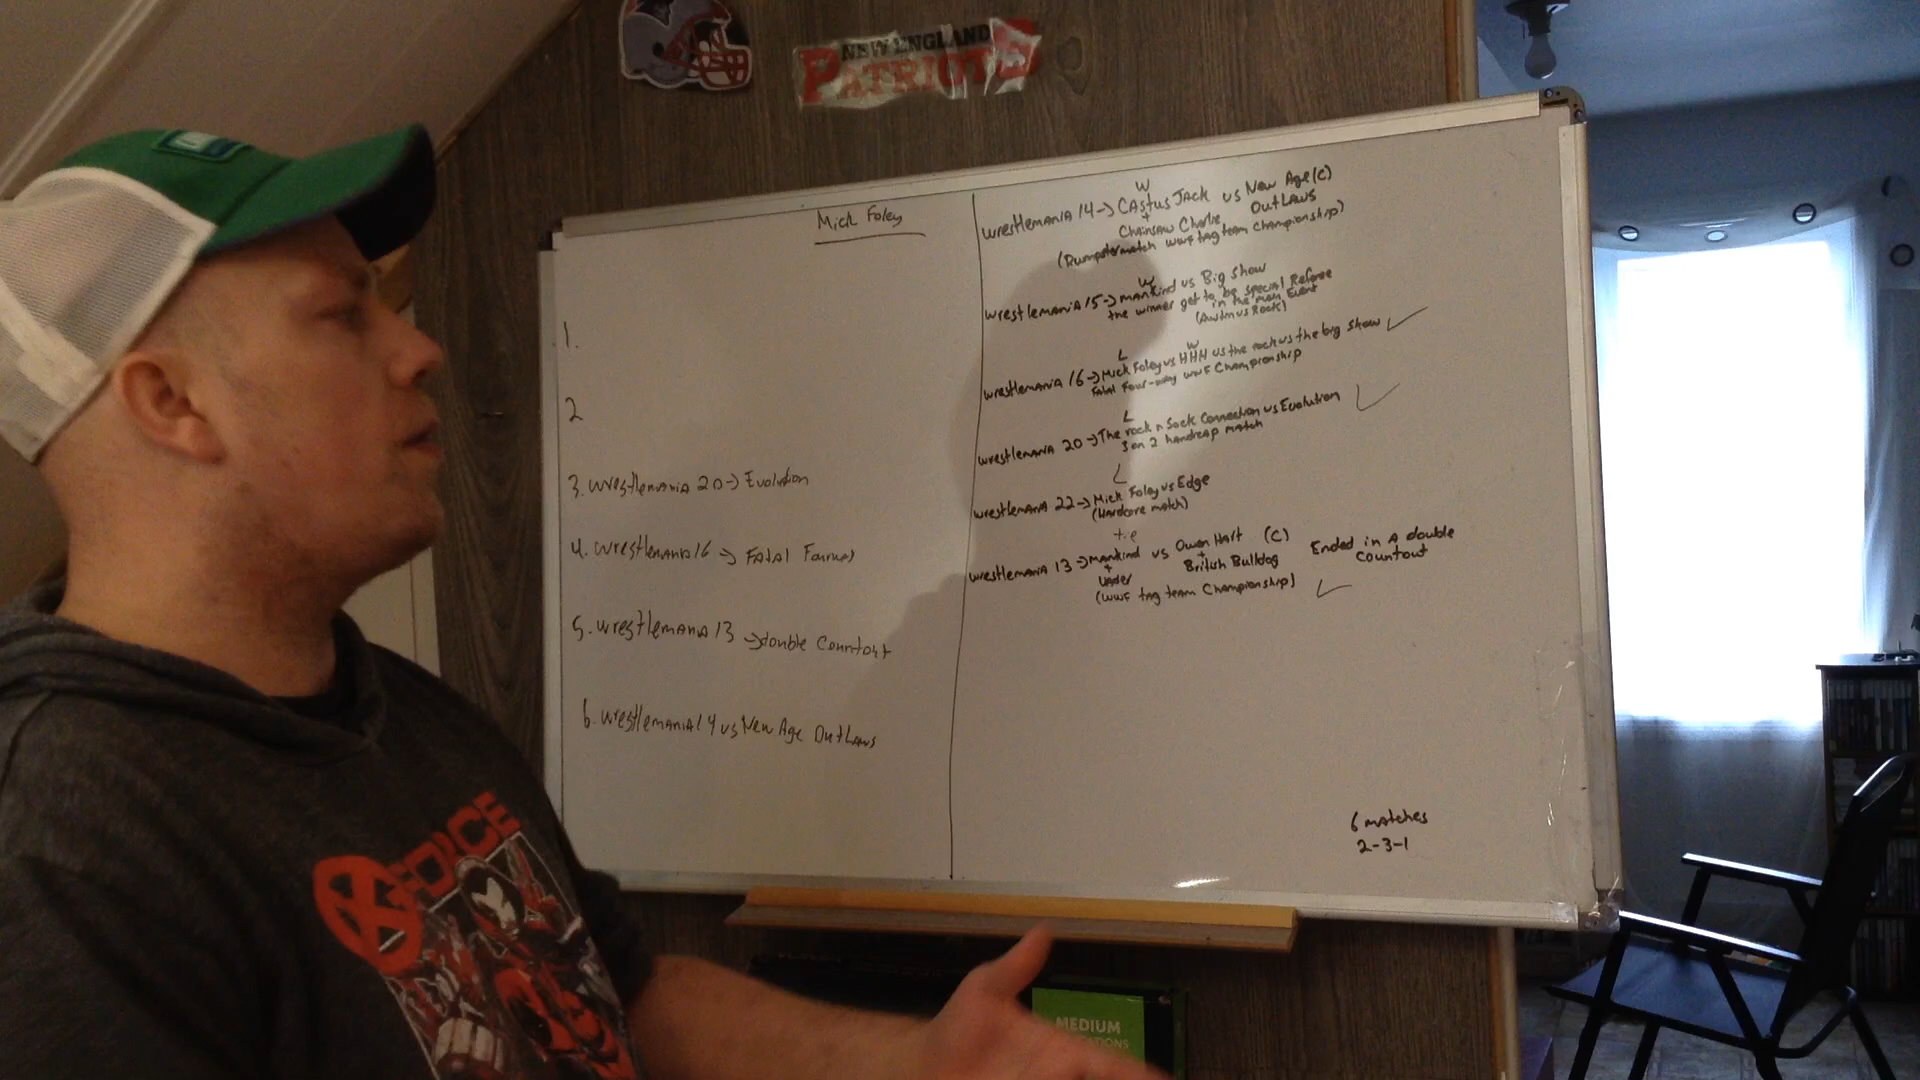 NEW ENGLAND
PATRIOTS
Mick Foley
1.
2
3. wrestlemania 20 -> Evolution
4. wrestlemania 16 -> Fatal Fourway
5. wrestlemania 13 -> double Countout
6. wrestlemania 14 vs New Age OutLaws
W
wrestlemania 14 -> CActus JAck vs New Age (C)
+ OutLaws
Chainsaw Charlie
(Dumpstermatch wwf tag team Championship)
W
wrestlemania 15 -> mankind vs Big Show
the winner get to be special Referee
in the main Event
L W
wrestlemania 16 -> Mick Foley vs HHH vs the rock vs the big Show
Fatal Four-way wwf Championship
L
wrestlemania 20 -> The rock n Sock Connection vs Evolution
3 on 2 handicap match
L
wrestlemania 22 -> Mick Foley vs Edge
(Hardcore match)
tie
wrestlemania 13 -> mankind vs Owen Hart (C) Ended in A double
+ + Countout
Vader British Bulldog
(wwf tag team Championship)
6 matches
2-3-1
FORCE
MEDIUM